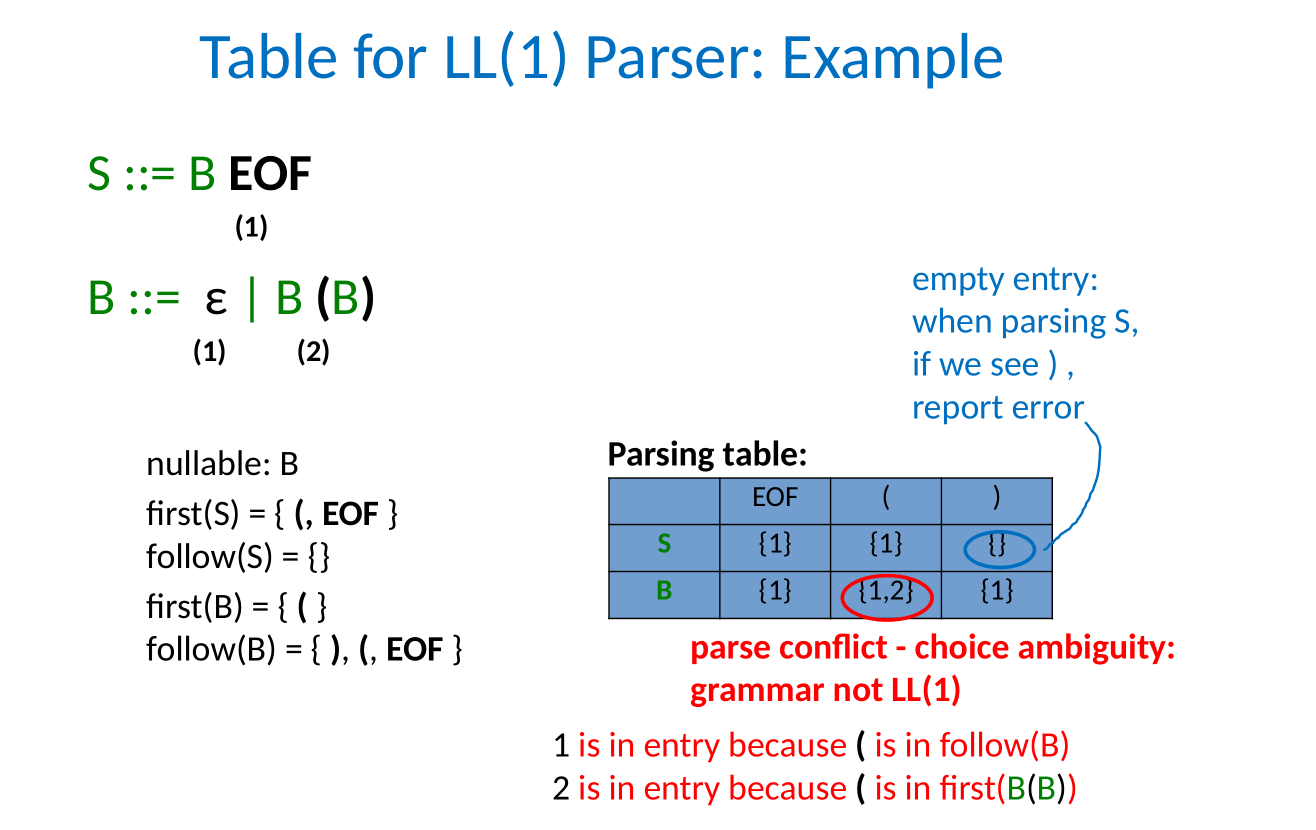 Table for LL(1) Parser: Example
S ::= B EOF
(1)
B ::= ε | B (B)
(1) (2)
empty entry:
when parsing S,
if we see ) ,
report error
nullable: B
first(S) = { (, EOF }
follow(S) = {}
first(B) = { ( }
follow(B) = { ), (, EOF }
Parsing table:
EOF ( )
S {1} {1} {}
B {1} {1,2} {1}
parse conflict - choice ambiguity:
grammar not LL(1)
1 is in entry because ( is in follow(B)
2 is in entry because ( is in first(B(B))